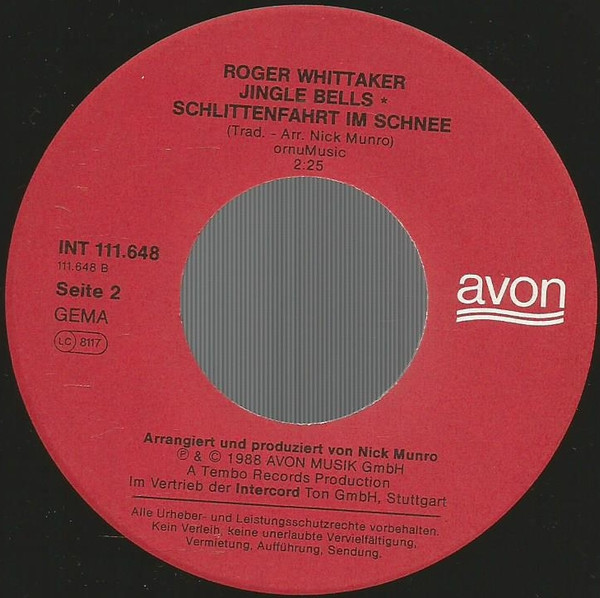 ROGER WHITTAKER
JINGLE BELLS *
SCHLITTENFAHRT IM SCHNEE
(Trad. - Arr. Nick Munro)
ornuMusic
2:25
INT 111.648
111.648 B
Seite 2
GEMA
LC 8117
avon
Arrangiert und produziert von Nick Munro
℗ & © 1988 AVON MUSIK GmbH
A Tembo Records Production
Im Vertrieb der Intercord Ton GmbH, Stuttgart
Alle Urheber- und Leistungsschutzrechte vorbehalten.
Kein Verleih, keine unerlaubte Vervielfältigung,
Vermietung, Aufführung, Sendung.